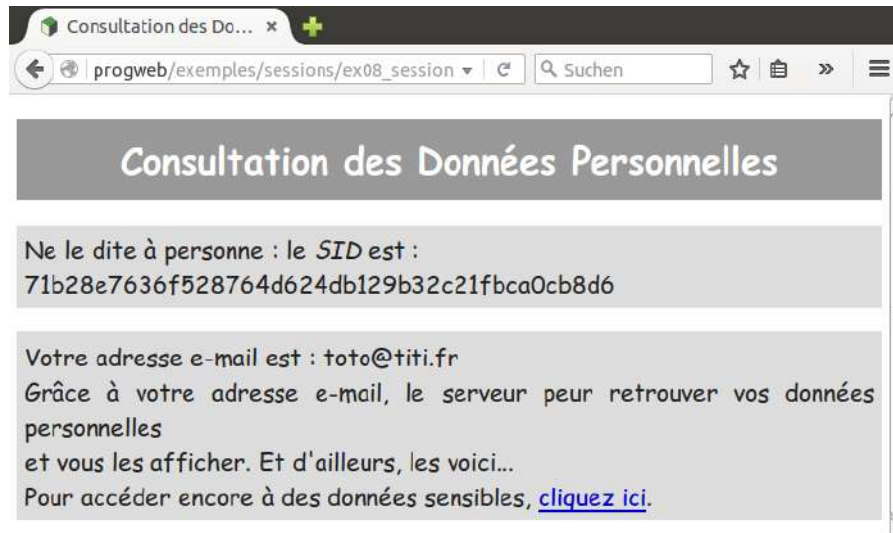 Consultation des Do...
progweb/exemples/sessions/ex08_session
Suchen
Consultation des Données Personnelles
Ne le dite à personne : le SID est :
71b28e7636f528764d624db129b32c21fbca0cb8d6
Votre adresse e-mail est : toto@titi.fr
Grâce à votre adresse e-mail, le serveur peur retrouver vos données
personnelles
et vous les afficher. Et d'ailleurs, les voici...
Pour accéder encore à des données sensibles, cliquez ici.